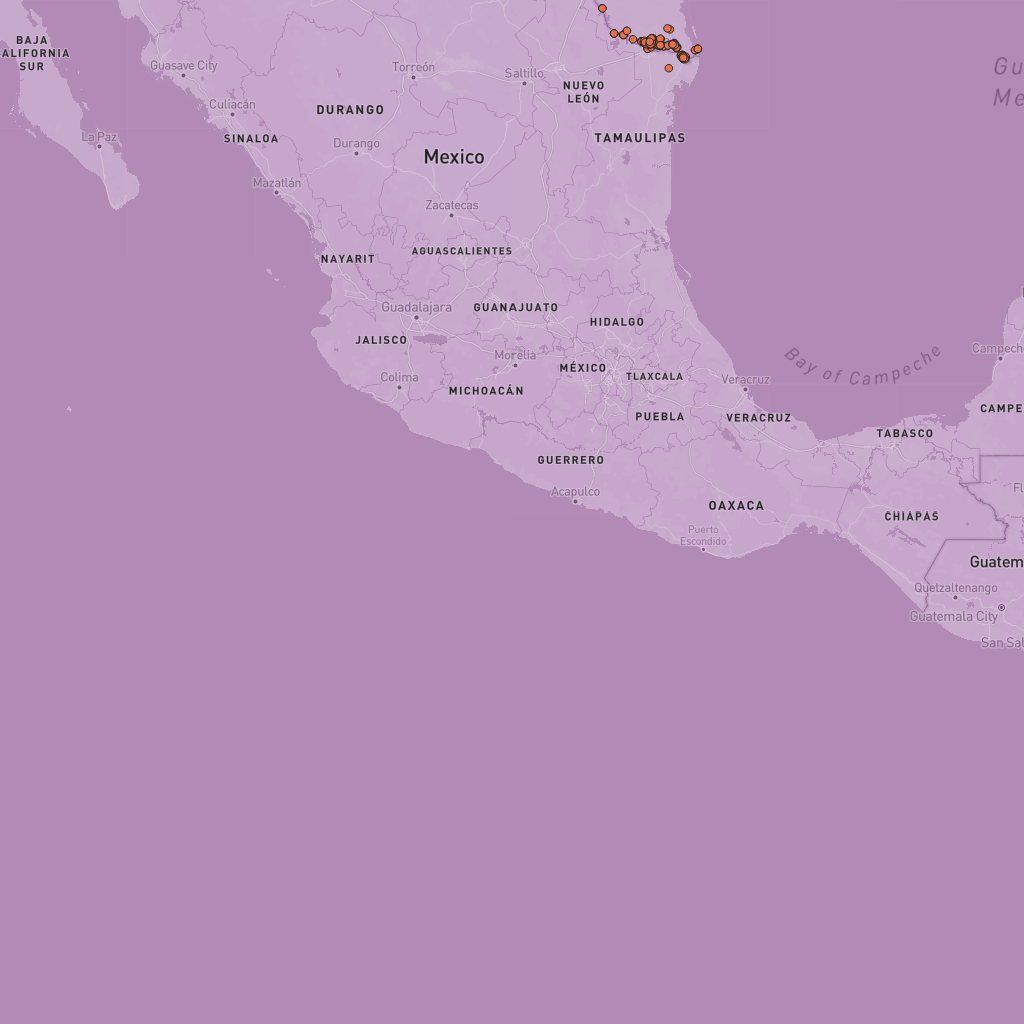 BAJA
ALIFORNIA
SUR
Guasave City
Torreón
Saltillo
Gu
Me
NUEVO
LEÓN
Culiacán
DURANGO
SINALOA
TAMAULIPAS
La Paz
Durango
Mexico
Mazatlán
Zacatecas
NAYARIT
AGUASCALIENTES
Guadalajara
GUANAJUATO
HIDALGO
JALISCO
Morelia
MÉXICO
Bay of Campeche
Campeche
Colima
TLAXCALA
Veracruz
MICHOACÁN
PUEBLA
VERACRUZ
CAMPE
TABASCO
GUERRERO
Acapulco
OAXACA
Fl
CHIAPAS
Puerto
Escondido
Guatem
Quetzaltenango
Guatemala City
San Sal